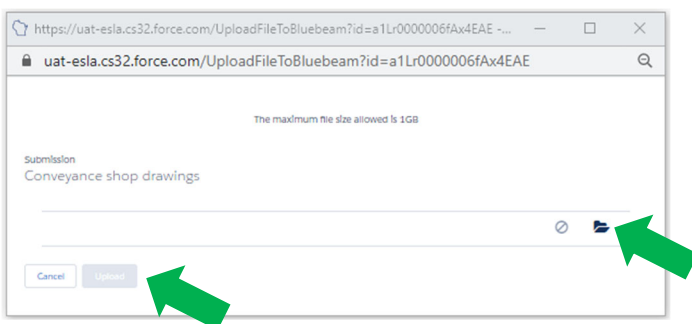 https://uat-esla.cs32.force.com/UploadFileToBluebeam?id=a1Lr0000006fAx4EAE -...
uat-esla.cs32.force.com/UploadFileToBluebeam?id=a1Lr0000006fAx4EAE
The maximum file size allowed is 1GB
Submission
Conveyance shop drawings
Cancel Upload